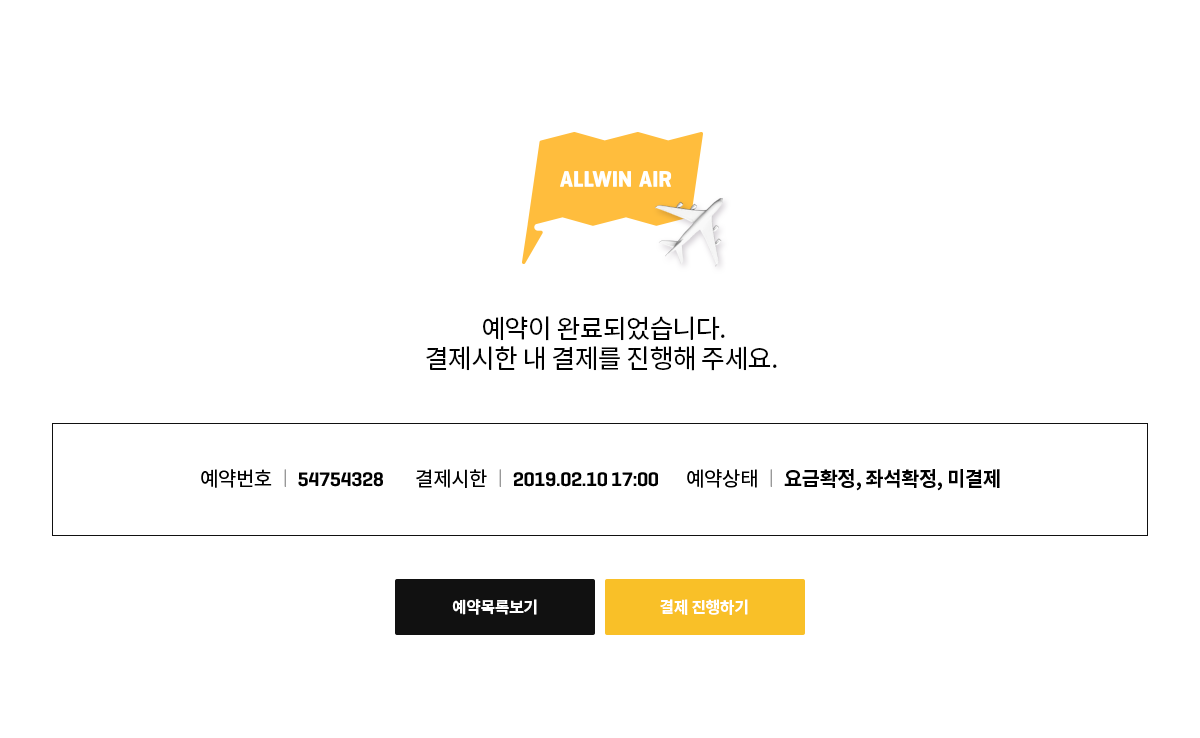 ALLWIN AIR
예약이 완료되었습니다.
결제시한 내 결제를 진행해 주세요.
예약번호 | 54754328 결제시한 | 2019.02.10 17:00 예약상태 | 요금확정, 좌석확정, 미결제
예약목록보기 결제 진행하기